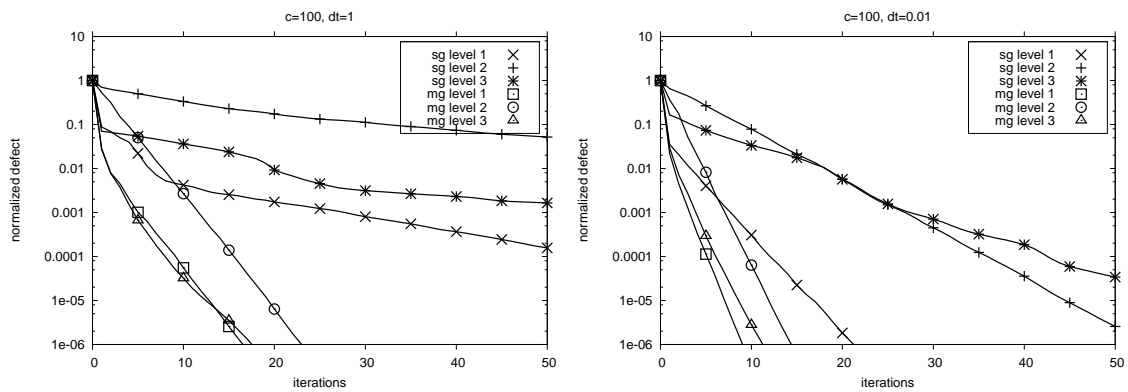 c=100, dt=1
10
1
0.1
0.01
0.001
0.0001
1e-05
1e-06
0
10
20
30
40
50
normalized defect
iterations
sg level 1
sg level 2
sg level 3
mg level 1
mg level 2
mg level 3
c=100, dt=0.01
10
1
0.1
0.01
0.001
0.0001
1e-05
1e-06
0
10
20
30
40
50
normalized defect
iterations
sg level 1
sg level 2
sg level 3
mg level 1
mg level 2
mg level 3